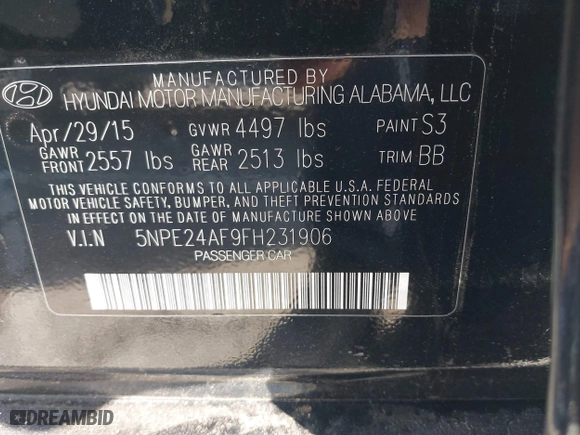 MANUFACTURED BY
HYUNDAI MOTOR MANUFACTURING ALABAMA, LLC
Apr/29/15 GVWR 4497 lbs PAINT S3
GAWR FRONT 2557 lbs GAWR REAR 2513 lbs TRIM BB
THIS VEHICLE CONFORMS TO ALL APPLICABLE U.S.A. FEDERAL
MOTOR VEHICLE SAFETY, BUMPER, AND THEFT PREVENTION STANDARDS
IN EFFECT ON THE DATE OF MANUFACTURE SHOWN ABOVE.
V.I.N 5NPE24AF9FH231906
PASSENGER CAR
DREAMBID